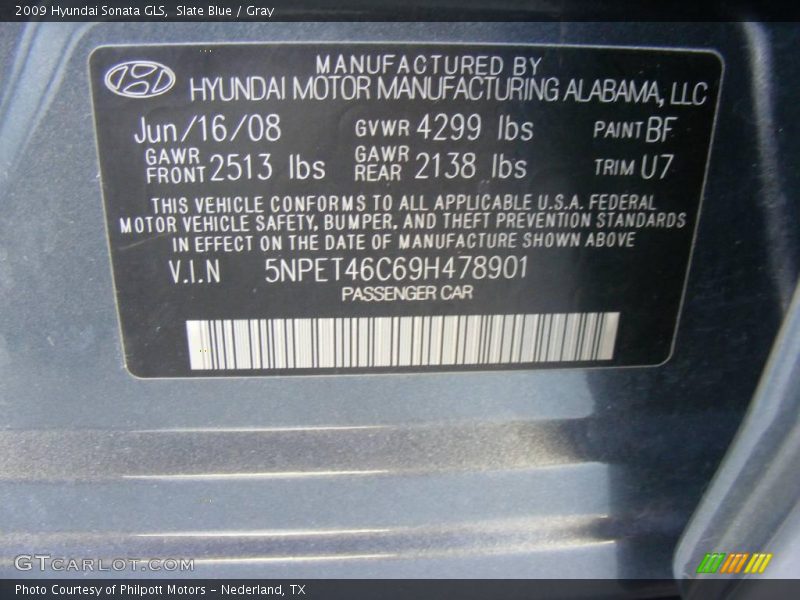 2009 Hyundai Sonata GLS, Slate Blue / Gray
MANUFACTURED BY
HYUNDAI MOTOR MANUFACTURING ALABAMA, LLC
Jun/16/08 GVWR 4299 lbs PAINT BF
GAWR FRONT 2513 lbs GAWR REAR 2138 lbs TRIM U7
THIS VEHICLE CONFORMS TO ALL APPLICABLE U.S.A. FEDERAL
MOTOR VEHICLE SAFETY, BUMPER, AND THEFT PREVENTION STANDARDS
IN EFFECT ON THE DATE OF MANUFACTURE SHOWN ABOVE
V.I.N 5NPET46C69H478901
PASSENGER CAR
GTCARLOT.COM
Photo Courtesy of Philpott Motors - Nederland, TX